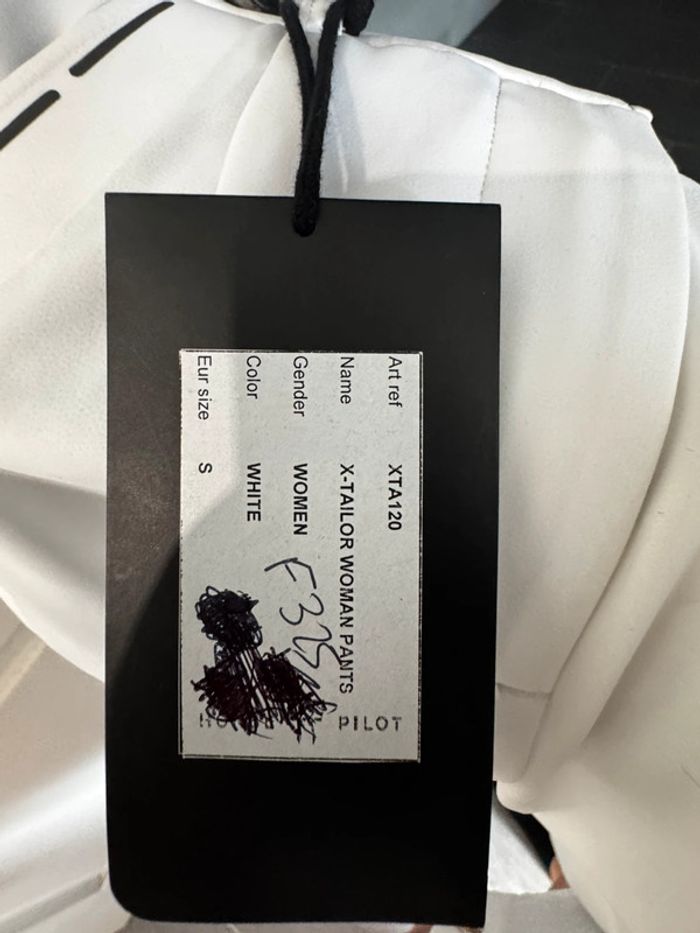 Art ref XTA120
Name X-TAILOR WOMAN PANTS
Gender WOMEN
Color WHITE
Eur size S
PILOT